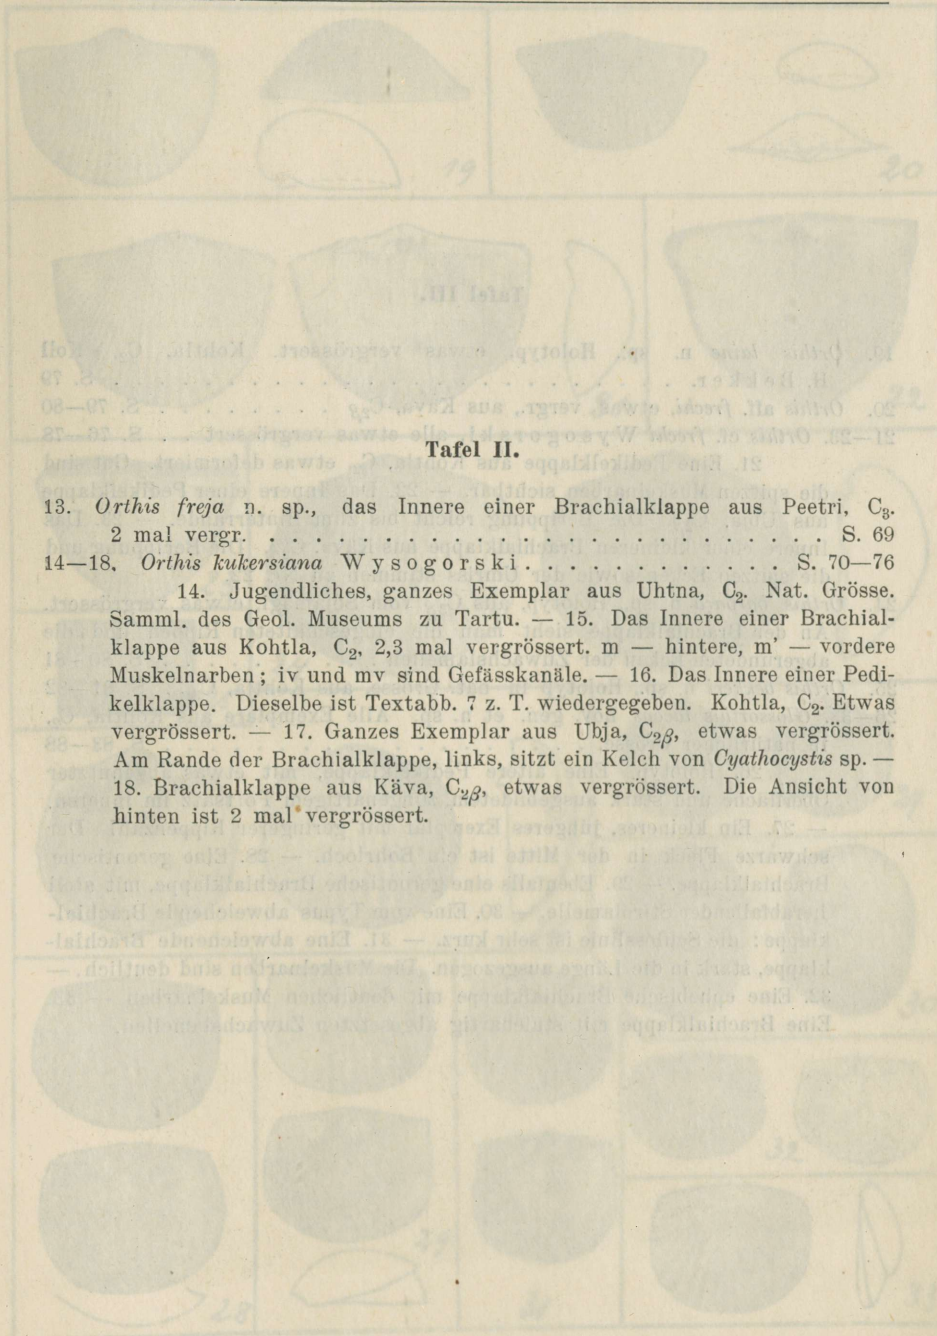 Tafel II.
13. Orthis freja n. sp., das Innere einer Brachialklappe aus Peetri, C₃.
2 mal vergr. . . . . . . . . . . . . . . . . . . . . . . . S. 69
14—18. Orthis kukersiana Wysogorski . . . . . . . . . . . . S. 70—76
14. Jugendliches, ganzes Exemplar aus Uhtna, C₂. Nat. Grösse.
Samml. des Geol. Museums zu Tartu. — 15. Das Innere einer Brachial-
klappe aus Kohtla, C₂, 2,3 mal vergrössert. m — hintere, m' — vordere
Muskelnarben; iv und mv sind Gefässkanäle. — 16. Das Innere einer Pedi-
kelklappe. Dieselbe ist Textabb. 7 z. T. wiedergegeben. Kohtla, C₂. Etwas
vergrössert. — 17. Ganzes Exemplar aus Ubja, C₂ᵦ, etwas vergrössert.
Am Rande der Brachialklappe, links, sitzt ein Kelch von Cyathocystis sp. —
18. Brachialklappe aus Käva, C₂ᵦ, etwas vergrössert. Die Ansicht von
hinten ist 2 mal vergrössert.